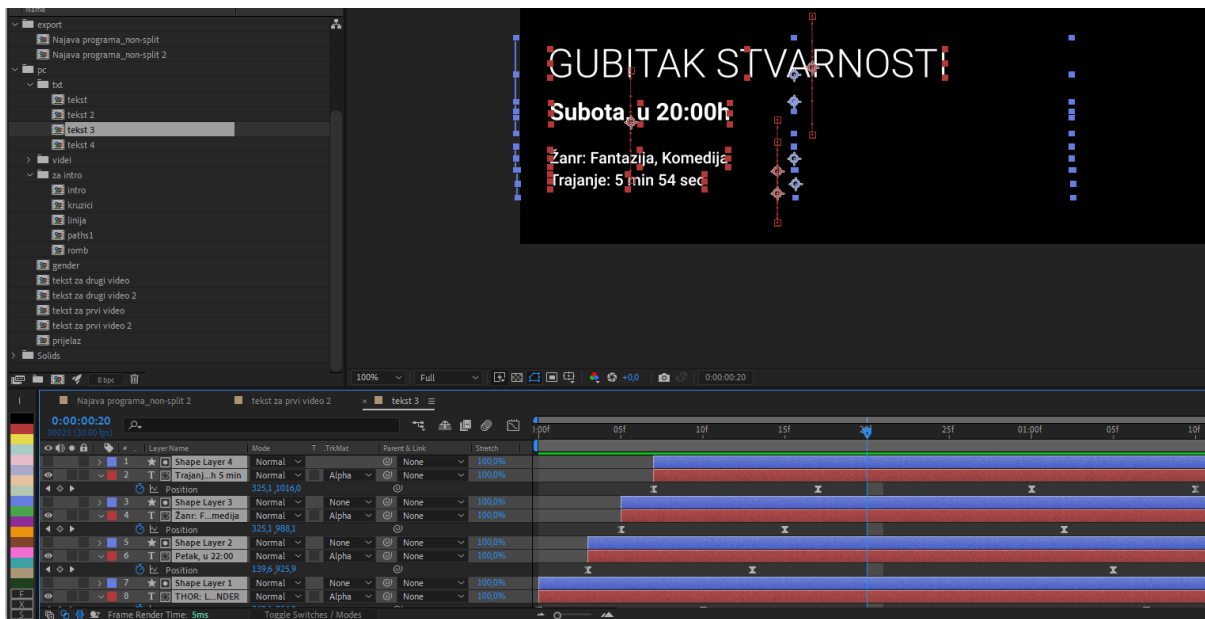 Name
export
Najava programa_non-split
Najava programa_non-split 2
pc
txt
tekst
tekst 2
tekst 3
tekst 4
videi
za intro
intro
kruzici
linija
paths1
romb
gender
tekst za drugi video
tekst za drugi video 2
tekst za prvi video
tekst za prvi video 2
prijelaz
Solids
8 bpc
GUBITAK STVARNOSTI
Subota, u 20:00h
Žanr: Fantazija, Komedija
Trajanje: 5 min 54 sec
100% Full +0,0 0:00:00:20
Najava programa_non-split 2 tekst za prvi video 2 × tekst 3
0:00:00:20
00020 (30.00 fps)
):00f 05f 10f 15f 20f 25f 01:00f 05f 10f
# . Layer Name Mode T .TrkMat Parent & Link Stretch
1 Shape Layer 4 Normal None 100,0%
2 T Trajanj...h 5 min Normal Alpha None 100,0%
Position 325,1,1016,0
3 Shape Layer 3 Normal None None 100,0%
4 T Žanr: F...medija Normal Alpha None 100,0%
Position 325,1,988,1
5 Shape Layer 2 Normal None None 100,0%
6 T Petak, u 22:00 Normal Alpha None 100,0%
Position 139,6,925,9
7 Shape Layer 1 Normal None None 100,0%
8 T THOR: L...NDER Normal Alpha None 100,0%
F
X
S
Frame Render Time: 5ms Toggle Switches / Modes